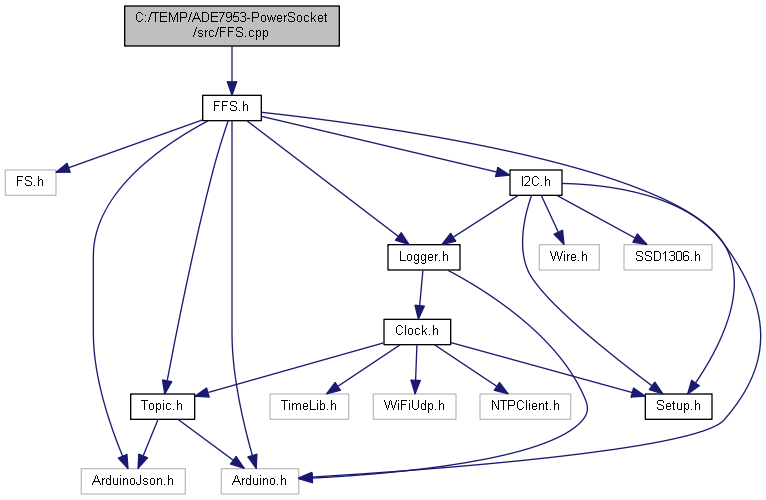 C:/TEMP/ADE7953-PowerSocket
/src/FFS.cpp
FFS.h
FS.h
I2C.h
Logger.h
Wire.h
SSD1306.h
Clock.h
Topic.h
TimeLib.h
WiFiUdp.h
NTPClient.h
Setup.h
ArduinoJson.h
Arduino.h